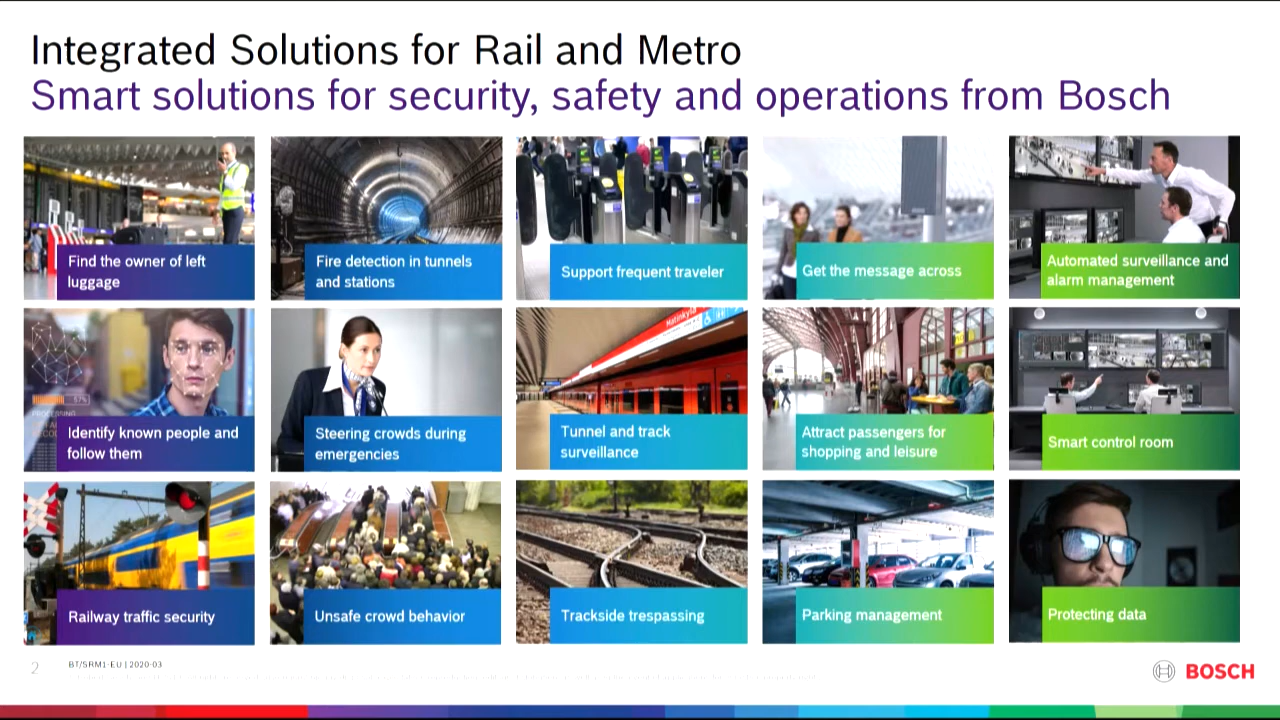 Integrated Solutions for Rail and Metro
Smart solutions for security, safety and operations from Bosch
Find the owner of left
luggage
Fire detection in tunnels
and stations
Support frequent traveler
Get the message across
Automated surveillance and
alarm management
Identify known people and
follow them
Steering crowds during
emergencies
Tunnel and track
surveillance
Attract passengers for
shopping and leisure
Smart control room
Railway traffic security
Unsafe crowd behavior
Trackside trespassing
Parking management
Protecting data
2
BT/SRM1-EU | 2020-03
BOSCH